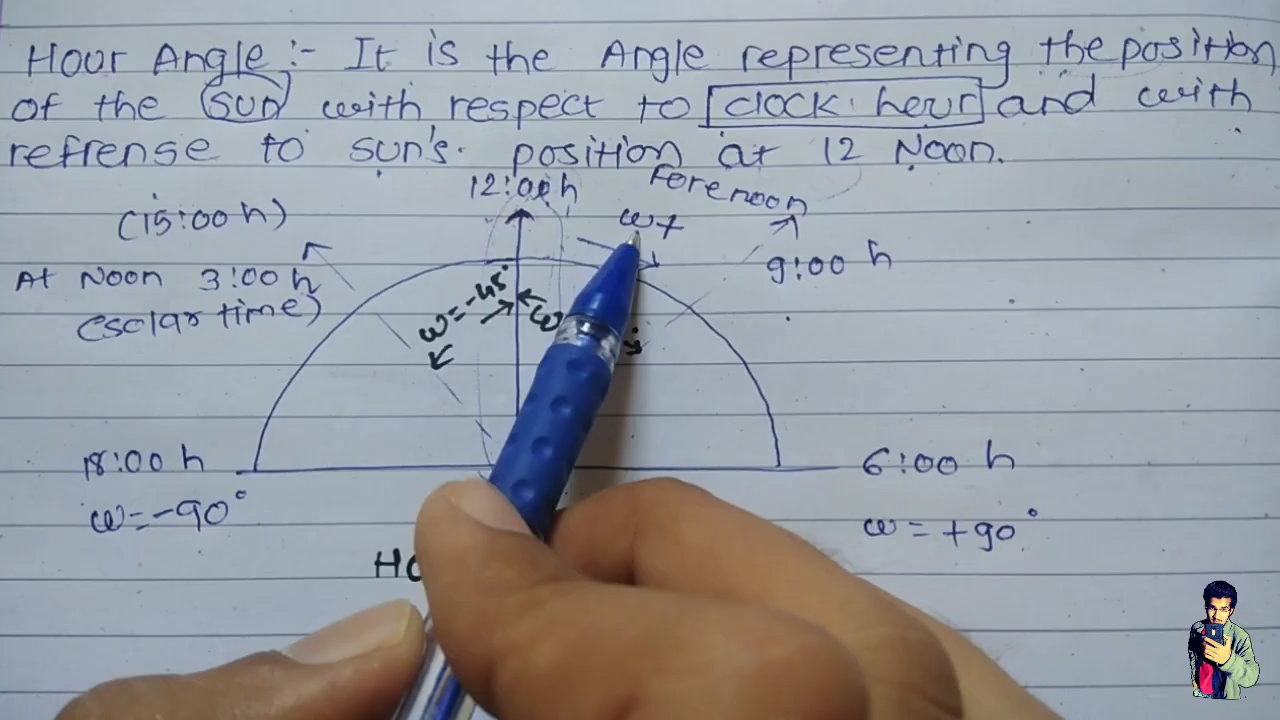 Hour Angle :- It is the Angle representing the position
of the sun with respect to clock hour and with
refrense to sun's. position at 12 Noon.
12:00 h
Forenoon
(15:00 h)
ω+
9:00 h
At Noon 3:00 h
(solar time)
ω=-45°
ω
18:00 h
6:00 h
ω=-90°
ω=+90°